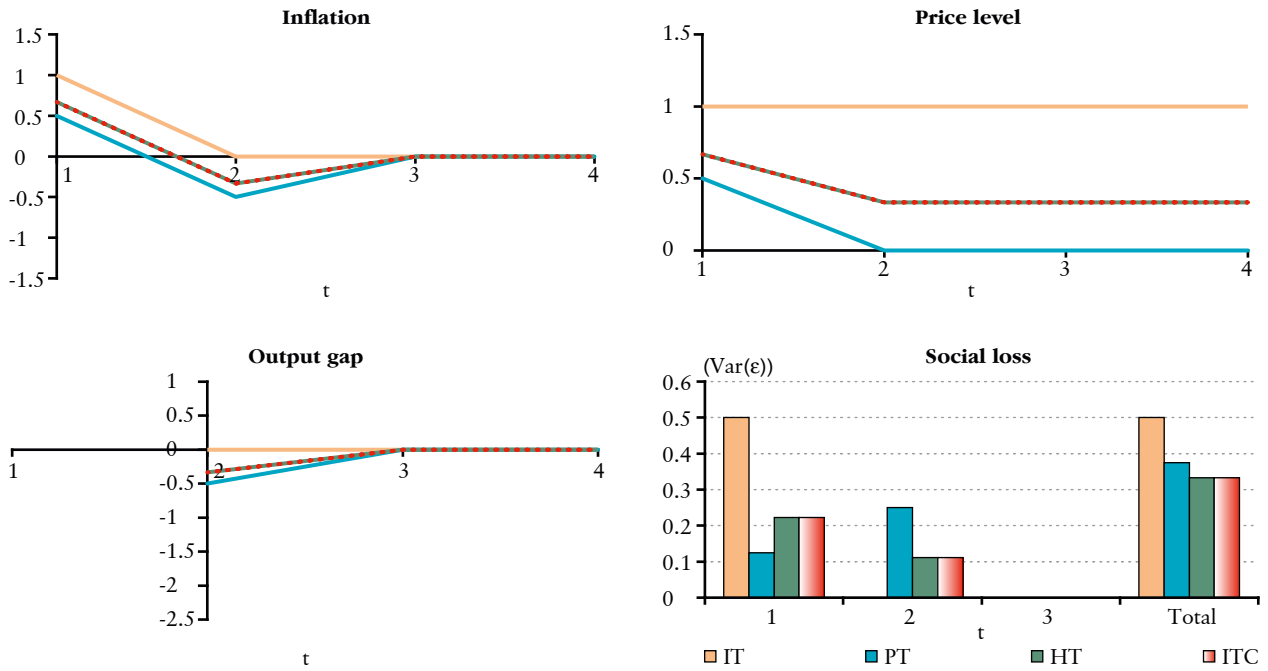 Inflation
1.5
1
0.5
0
-0.5
-1
-1.5
1 2 3 4
t
Price level
1.5
1
0.5
0
1 2 3 4
t
Output gap
1
0.5
0
-0.5
-1
-1.5
-2
-2.5
1 2 3 4
t
Social loss
(Var(ε))
0.6
0.5
0.4
0.3
0.2
0.1
0
1 2 3 Total
t
IT PT HT ITC